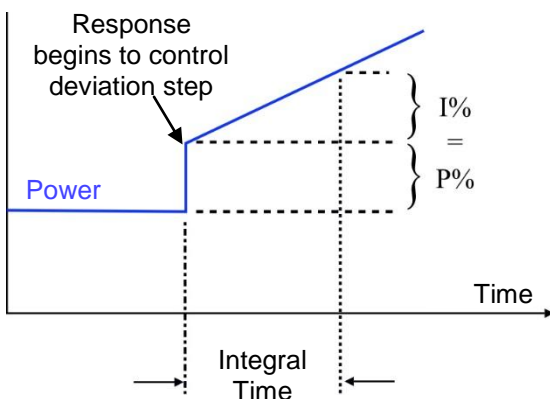 Response
begins to control
deviation step
I%
=
P%
Power
Time
Integral
Time